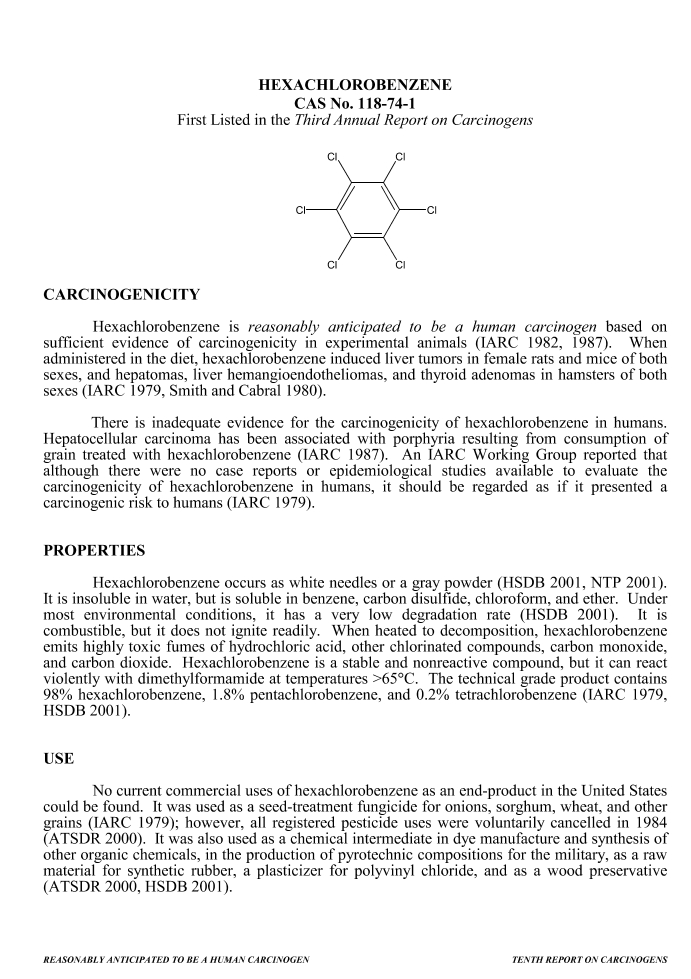 HEXACHLOROBENZENE
CAS No. 118-74-1
First Listed in the Third Annual Report on Carcinogens
Cl Cl
Cl Cl
Cl Cl
CARCINOGENICITY
Hexachlorobenzene is reasonably anticipated to be a human carcinogen based on
sufficient evidence of carcinogenicity in experimental animals (IARC 1982, 1987). When
administered in the diet, hexachlorobenzene induced liver tumors in female rats and mice of both
sexes, and hepatomas, liver hemangioendotheliomas, and thyroid adenomas in hamsters of both
sexes (IARC 1979, Smith and Cabral 1980).
There is inadequate evidence for the carcinogenicity of hexachlorobenzene in humans.
Hepatocellular carcinoma has been associated with porphyria resulting from consumption of
grain treated with hexachlorobenzene (IARC 1987). An IARC Working Group reported that
although there were no case reports or epidemiological studies available to evaluate the
carcinogenicity of hexachlorobenzene in humans, it should be regarded as if it presented a
carcinogenic risk to humans (IARC 1979).
PROPERTIES
Hexachlorobenzene occurs as white needles or a gray powder (HSDB 2001, NTP 2001).
It is insoluble in water, but is soluble in benzene, carbon disulfide, chloroform, and ether. Under
most environmental conditions, it has a very low degradation rate (HSDB 2001). It is
combustible, but it does not ignite readily. When heated to decomposition, hexachlorobenzene
emits highly toxic fumes of hydrochloric acid, other chlorinated compounds, carbon monoxide,
and carbon dioxide. Hexachlorobenzene is a stable and nonreactive compound, but it can react
violently with dimethylformamide at temperatures >65°C. The technical grade product contains
98% hexachlorobenzene, 1.8% pentachlorobenzene, and 0.2% tetrachlorobenzene (IARC 1979,
HSDB 2001).
USE
No current commercial uses of hexachlorobenzene as an end-product in the United States
could be found. It was used as a seed-treatment fungicide for onions, sorghum, wheat, and other
grains (IARC 1979); however, all registered pesticide uses were voluntarily cancelled in 1984
(ATSDR 2000). It was also used as a chemical intermediate in dye manufacture and synthesis of
other organic chemicals, in the production of pyrotechnic compositions for the military, as a raw
material for synthetic rubber, a plasticizer for polyvinyl chloride, and as a wood preservative
(ATSDR 2000, HSDB 2001).
REASONABLY ANTICIPATED TO BE A HUMAN CARCINOGEN TENTH REPORT ON CARCINOGENS